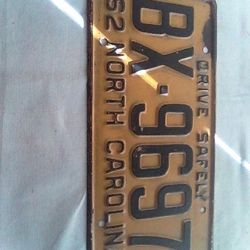 DRIVE SAFELY
BX·9697
52 NORTH CAROLIN